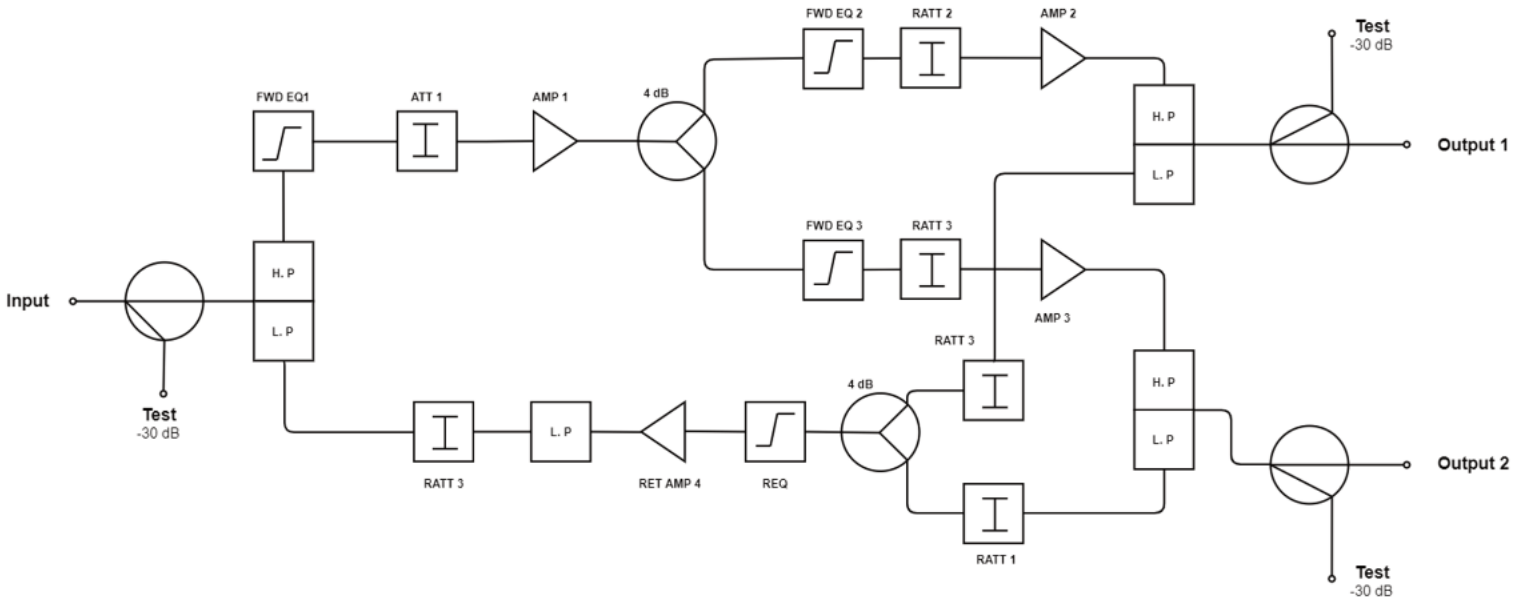 FWD EQ 2
RATT 2
AMP 2
Test
-30 dB
FWD EQ1
ATT 1
AMP 1
4 dB
H. P
L. P
Output 1
FWD EQ 3
RATT 3
AMP 3
Input
H. P
L. P
Test
-30 dB
RATT 3
4 dB
H. P
L. P
Output 2
L. P
RATT 3
RET AMP 4
REQ
RATT 1
Test
-30 dB